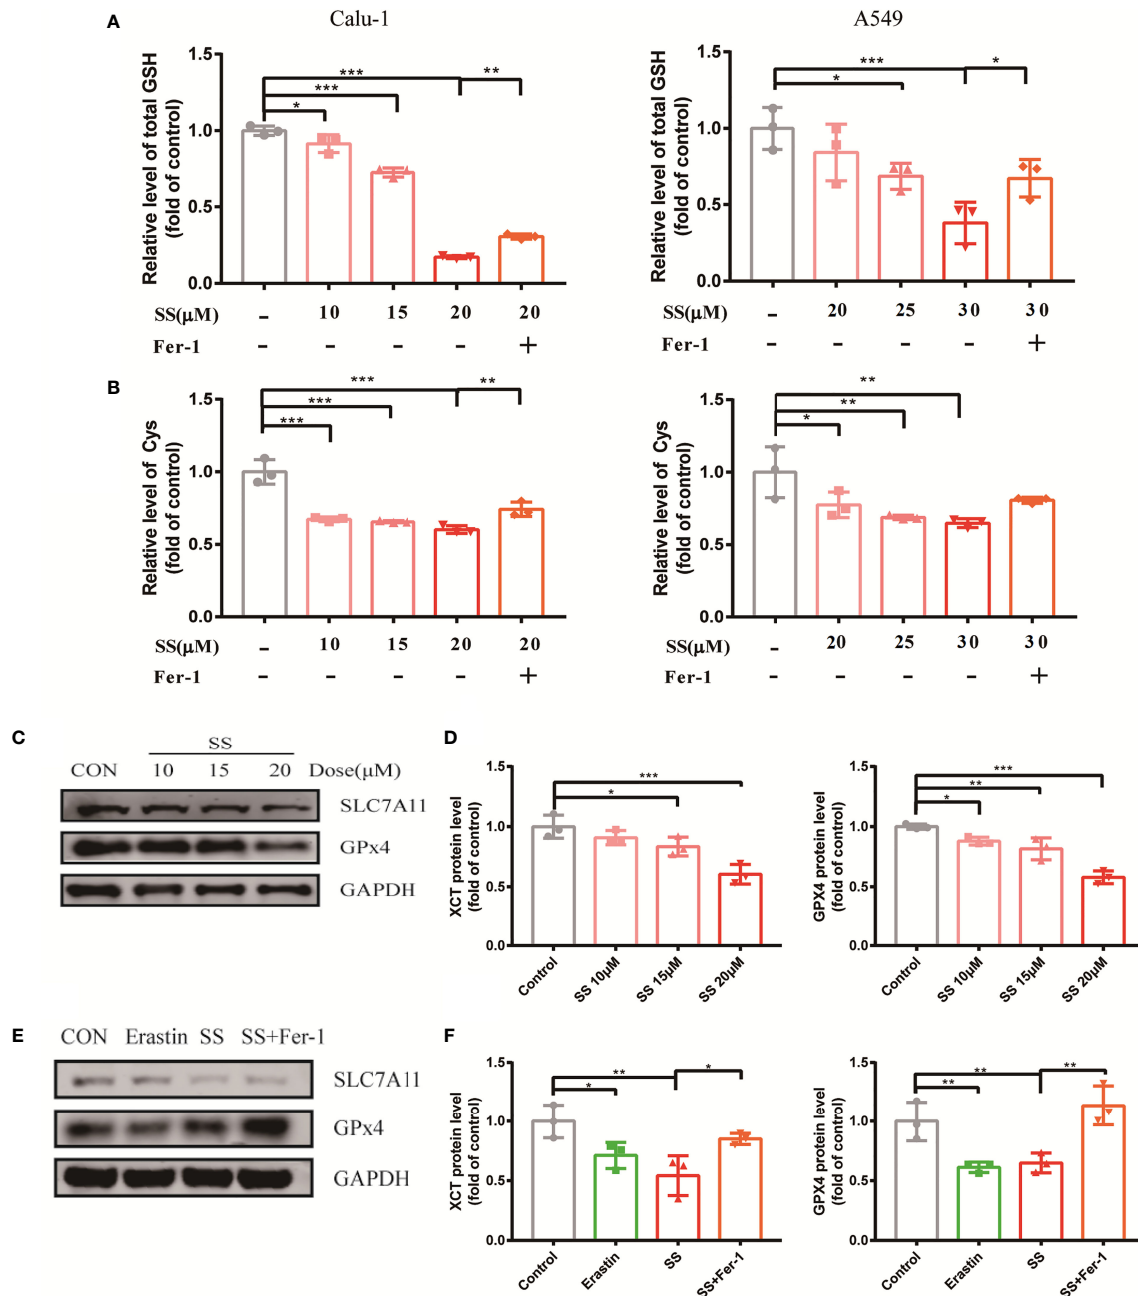 A
Calu-1
A549
Relative level of total GSH
(fold of control)
1.5
1.0
0.5
0.0
***
**
***
*
SS(μM)
-
10
15
20
20
Fer-1
-
-
-
-
+
Relative level of total GSH
(fold of control)
1.5
1.0
0.5
0.0
***
*
*
SS(μM)
-
20
25
30
30
Fer-1
-
-
-
-
+
B
Relative level of Cys
(fold of control)
1.5
1.0
0.5
0.0
***
**
***
***
SS(μM)
-
10
15
20
20
Fer-1
-
-
-
-
+
Relative level of Cys
(fold of control)
1.5
1.0
0.5
0.0
**
**
*
SS(μM)
-
20
25
30
30
Fer-1
-
-
-
-
+
C
SS
CON 10 15 20 Dose(μM)
SLC7A11
GPx4
GAPDH
D
XCT protein level
(fold of control)
1.5
1.0
0.5
0.0
***
*
Control
SS 10μM
SS 15μM
SS 20μM
GPX4 protein level
(fold of control)
1.5
1.0
0.5
0.0
***
**
*
Control
SS 10μM
SS 15μM
SS 20μM
E
CON Erastin SS SS+Fer-1
SLC7A11
GPx4
GAPDH
F
XCT protein level
(fold of control)
1.5
1.0
0.5
0.0
**
*
*
Control
Erastin
SS
SS+Fer-1
GPX4 protein level
(fold of control)
1.5
1.0
0.5
0.0
**
**
**
Control
Erastin
SS
SS+Fer-1